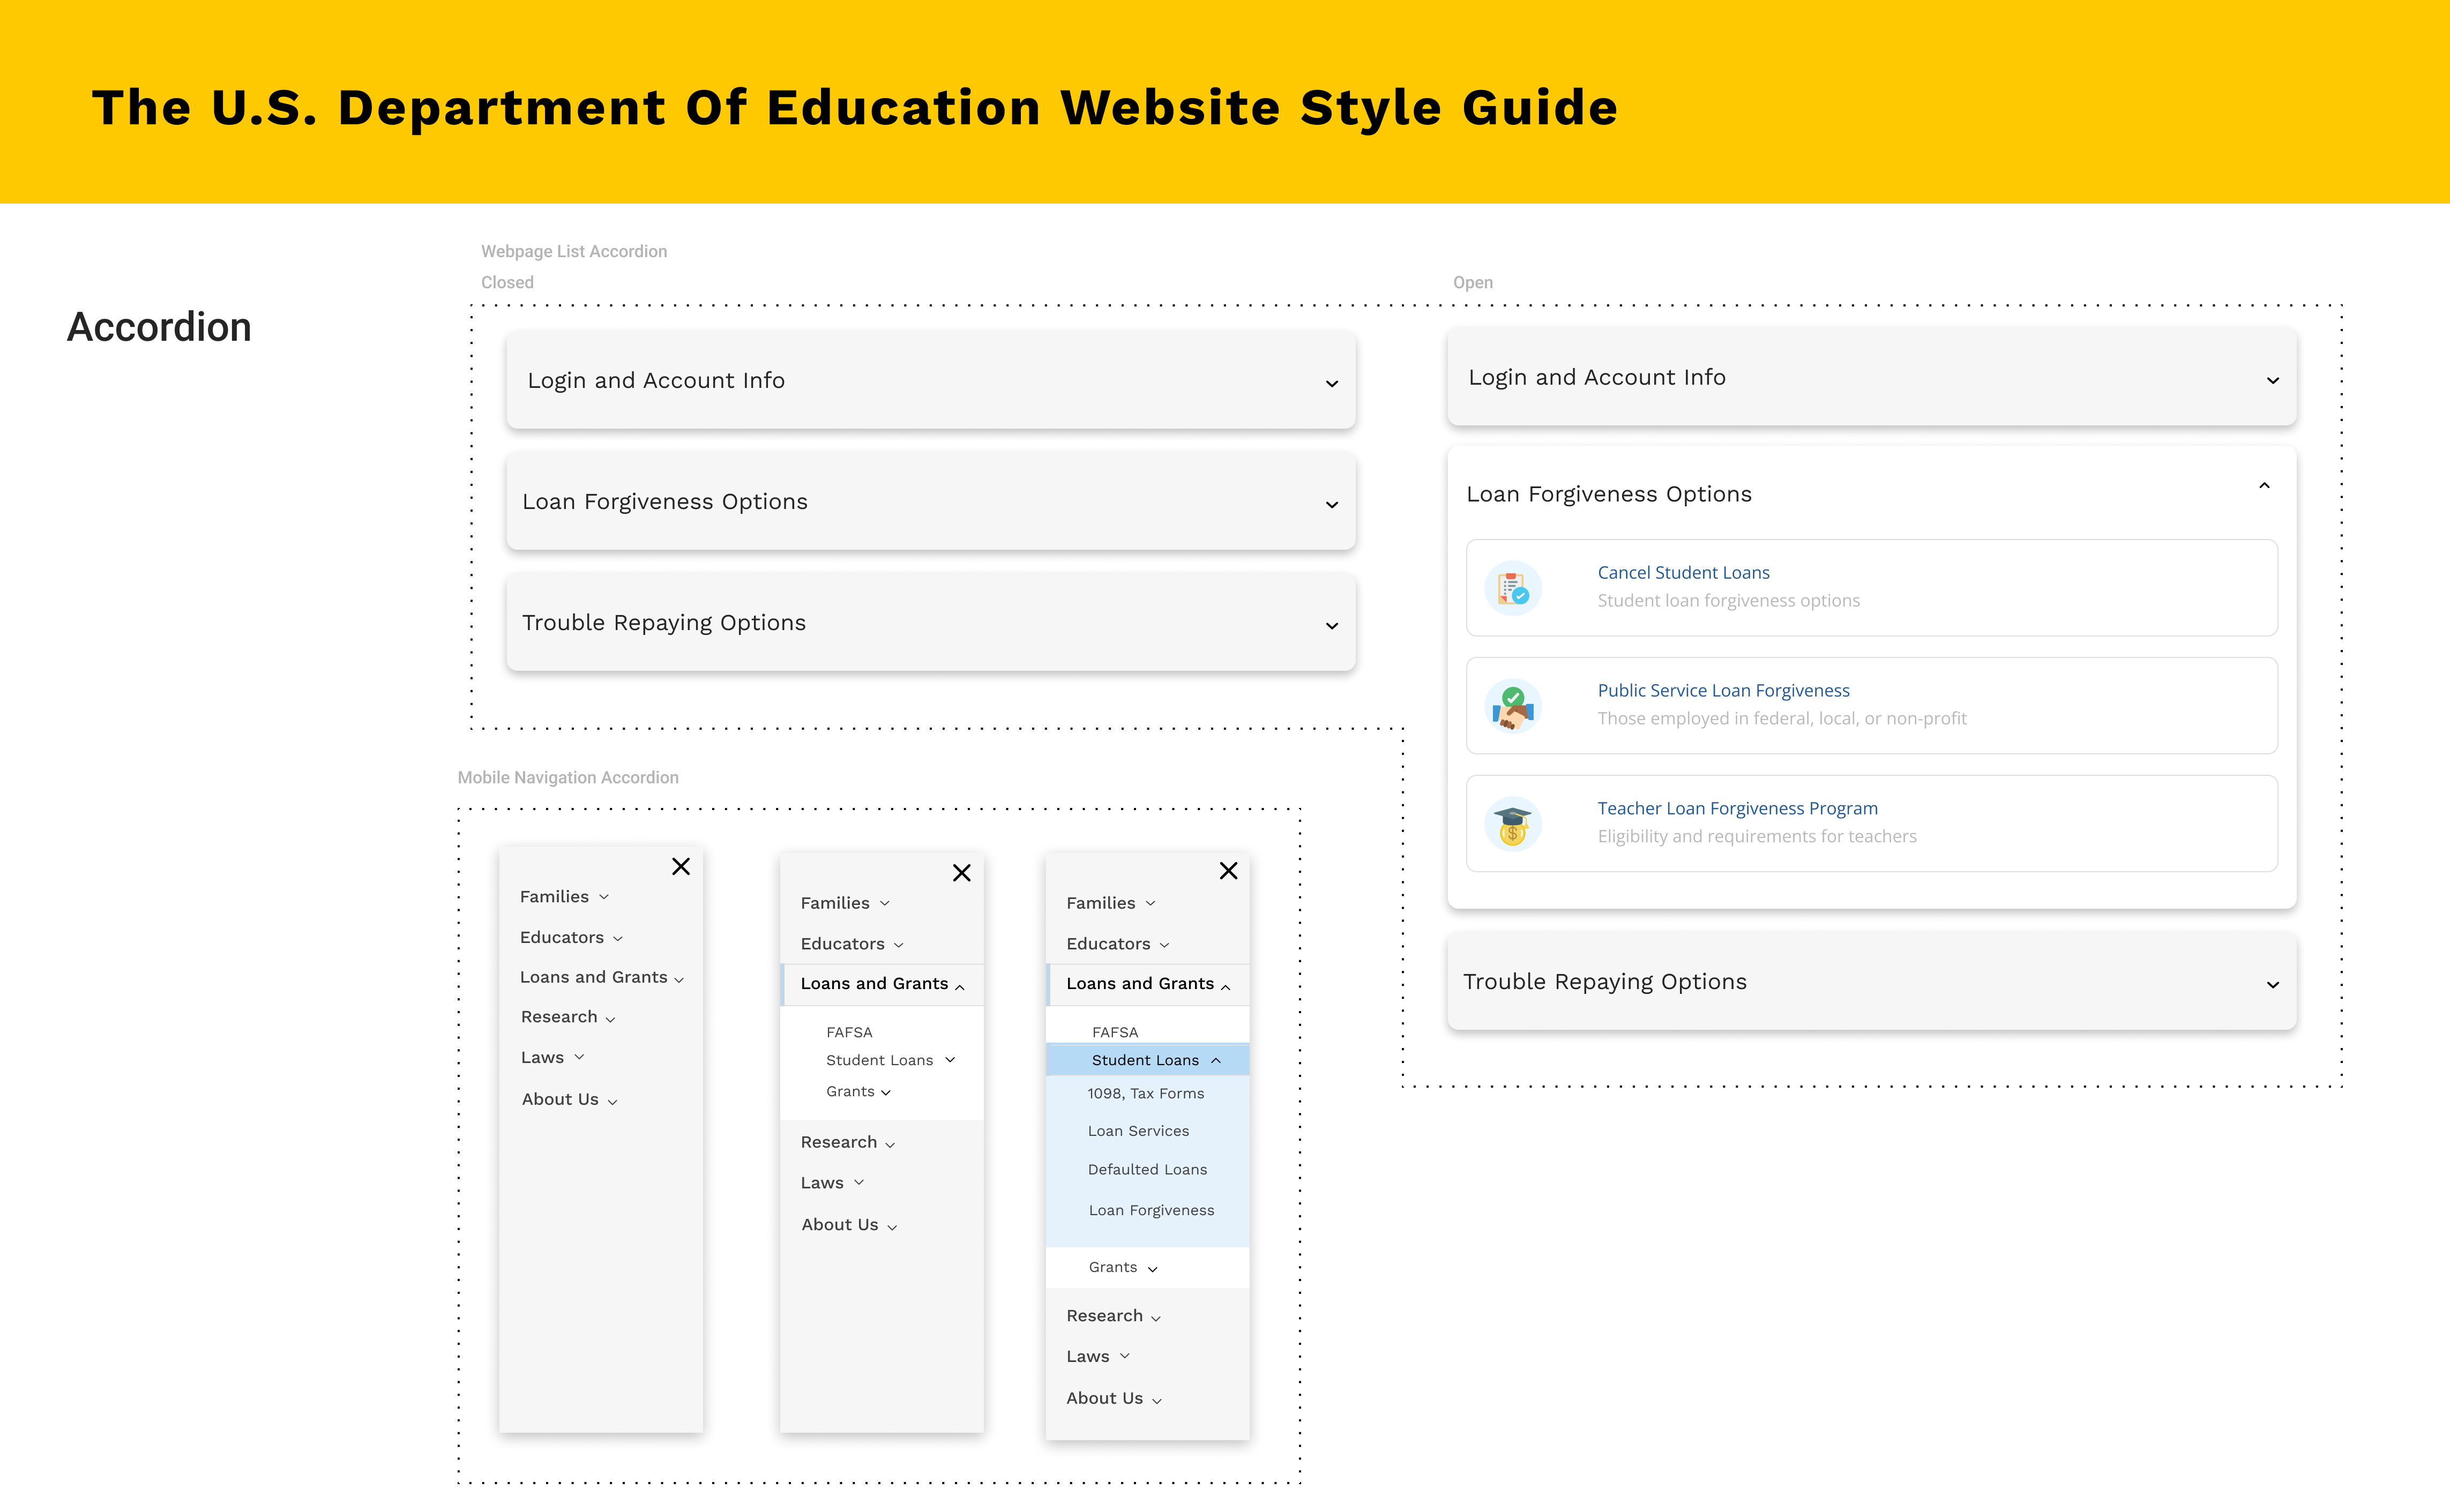 The U.S. Department Of Education Website Style Guide
Accordion
Webpage List Accordion
Closed
Login and Account Info
Loan Forgiveness Options
Trouble Repaying Options
Open
Login and Account Info
Loan Forgiveness Options
Cancel Student Loans
Student loan forgiveness options
Public Service Loan Forgiveness
Those employed in federal, local, or non-profit
$
Teacher Loan Forgiveness Program
Eligibility and requirements for teachers
Trouble Repaying Options
Mobile Navigation Accordion
Families
Educators
Loans and Grants
Research
Laws
About Us
Families
Educators
Loans and Grants
FAFSA
Student Loans
Grants
Research
Laws
About Us
Families
Educators
Loans and Grants
FAFSA
Student Loans
1098, Tax Forms
Loan Services
Defaulted Loans
Loan Forgiveness
Grants
Research
Laws
About Us